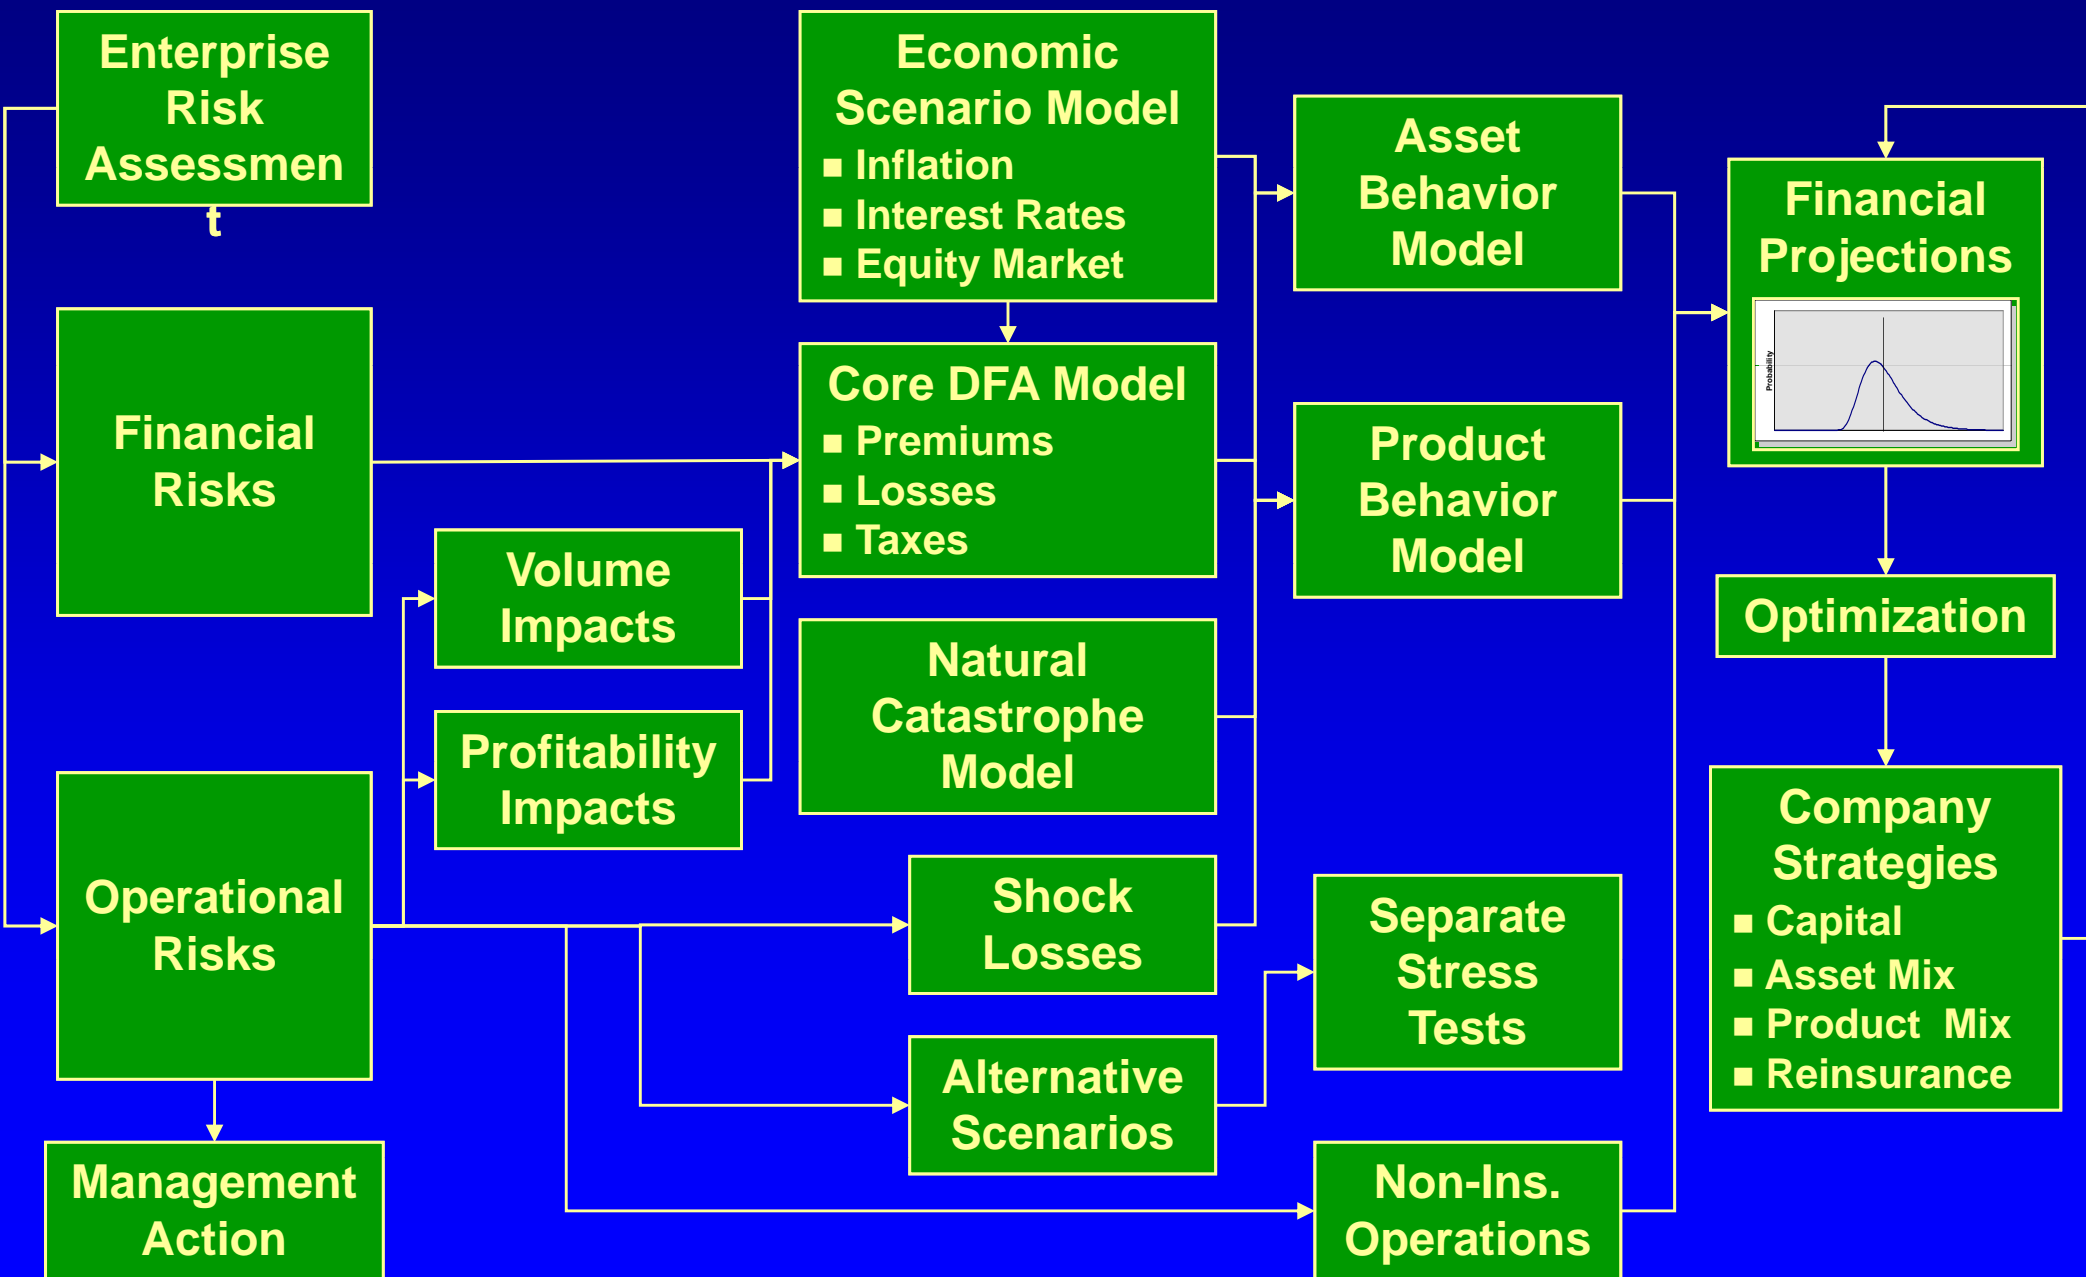 Enterprise
Risk
Assessmen
t
Financial
Risks
Operational
Risks
Management
Action
Volume
Impacts
Profitability
Impacts
Economic
Scenario Model
■ Inflation
■ Interest Rates
■ Equity Market
Core DFA Model
■ Premiums
■ Losses
■ Taxes
Natural
Catastrophe
Model
Shock
Losses
Alternative
Scenarios
Asset
Behavior
Model
Product
Behavior
Model
Separate
Stress
Tests
Non-Ins.
Operations
Financial
Projections
Probability
Optimization
Company
Strategies
■ Capital
■ Asset Mix
■ Product  Mix
■ Reinsurance